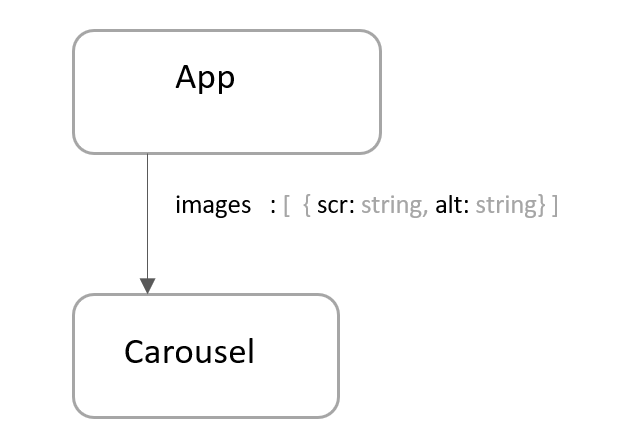 App
images : [ { scr: string, alt: string} ]
Carousel